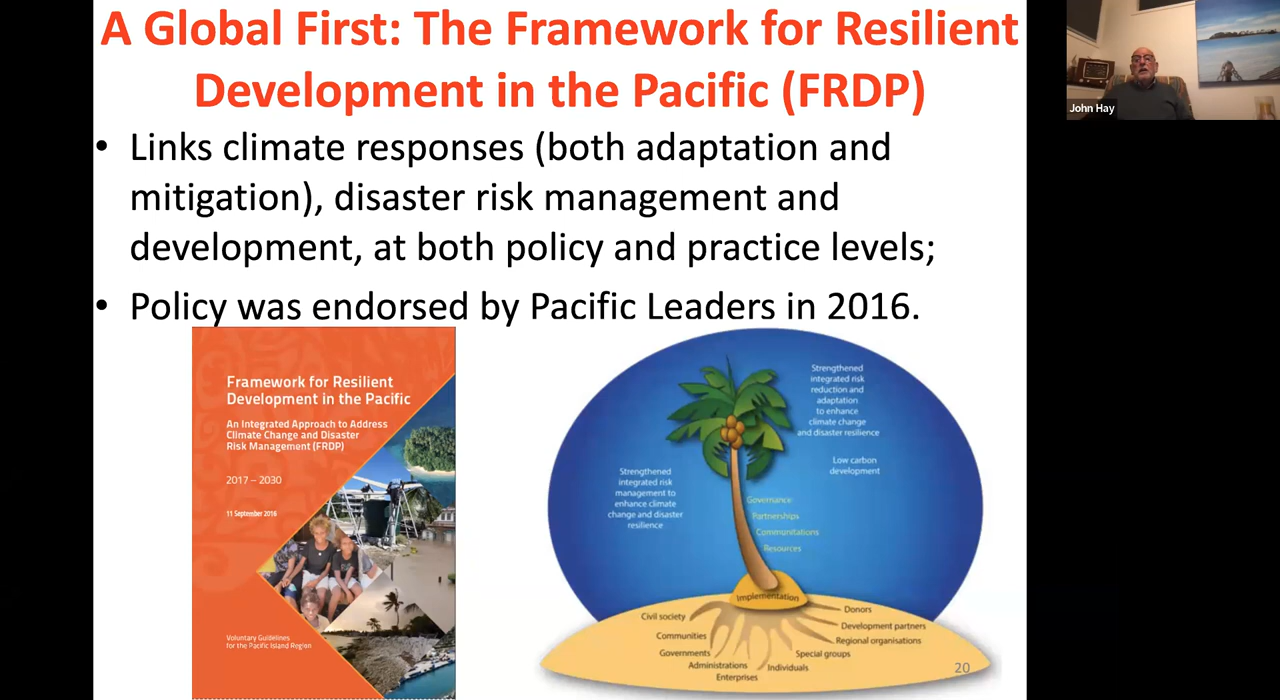 A Global First: The Framework for Resilient
Development in the Pacific (FRDP)
• Links climate responses (both adaptation and
mitigation), disaster risk management and
development, at both policy and practice levels;
• Policy was endorsed by Pacific Leaders in 2016.
Framework for Resilient
Development in the Pacific
An Integrated Approach to Address
Climate Change and Disaster
Risk Management (FRDP)
2017 – 2030
11 September 2016
Voluntary Guidelines
for the Pacific Island Region
Strengthened
integrated risk
management to
enhance climate
change and disaster
resilience
Strengthened
integrated risk
reduction and
adaptation
to enhance
climate change
and disaster resilience
Low carbon
development
Governance
Partnerships
Communitations
Resources
Implementation
Civil society
Communities
Governments
Administrations
Enterprises
Individuals
Special groups
Regional organisations
Development partners
Donors
20
John Hay